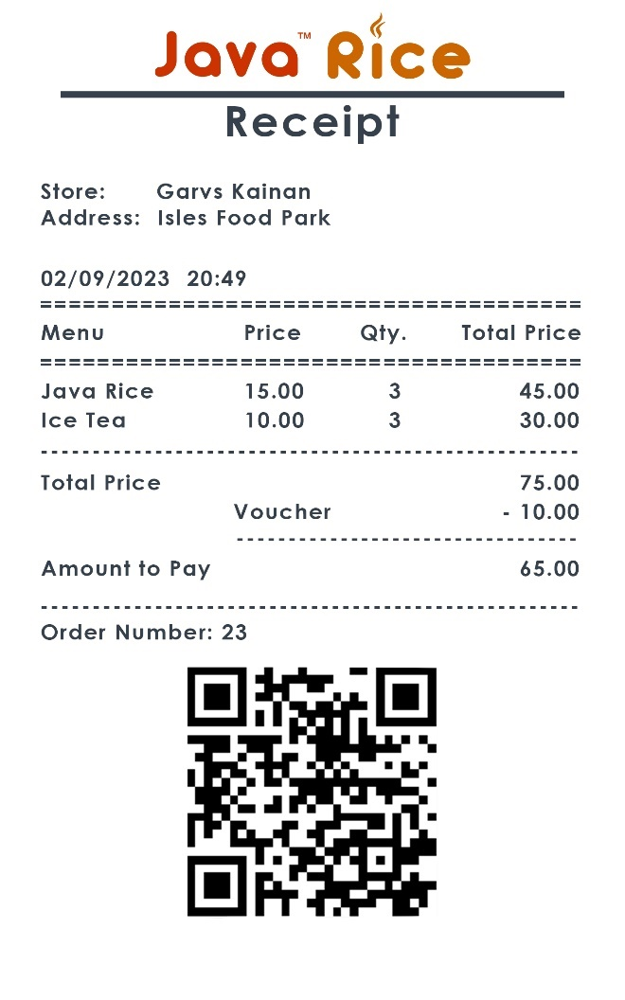 Java™ Rice
Receipt
Store: Garvs Kainan
Address: Isles Food Park
02/09/2023 20:49
======================================
Menu Price Qty. Total Price
======================================
Java Rice 15.00 3 45.00
Ice Tea 10.00 3 30.00
--------------------------------------------------
Total Price 75.00
Voucher - 10.00
--------------------------------
Amount to Pay 65.00
--------------------------------------------------
Order Number: 23